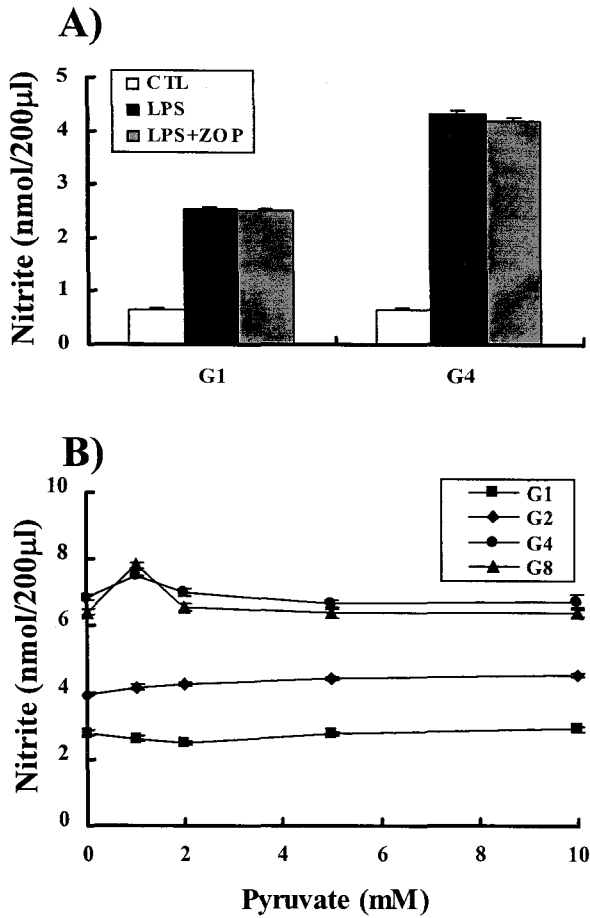 A)
Nitrite (nmol/200µl)
5
4
3
2
1
0
CTL
LPS
LPS+ZOP
G1
G4
B)
Nitrite (nmol/200µl)
10
8
6
4
2
0
G1
G2
G4
G8
0
2
4
6
8
10
Pyruvate (mM)